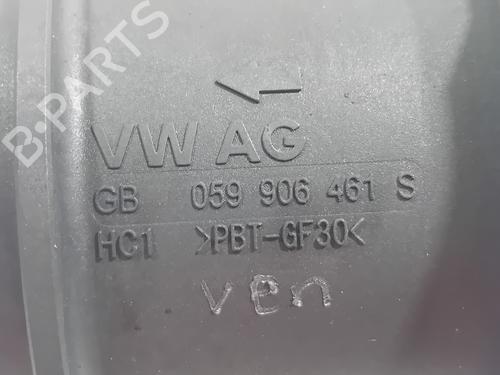 B-PARTS
VW AG
GB 059 906 461 S
HC1 >PBT-GF30<
ven